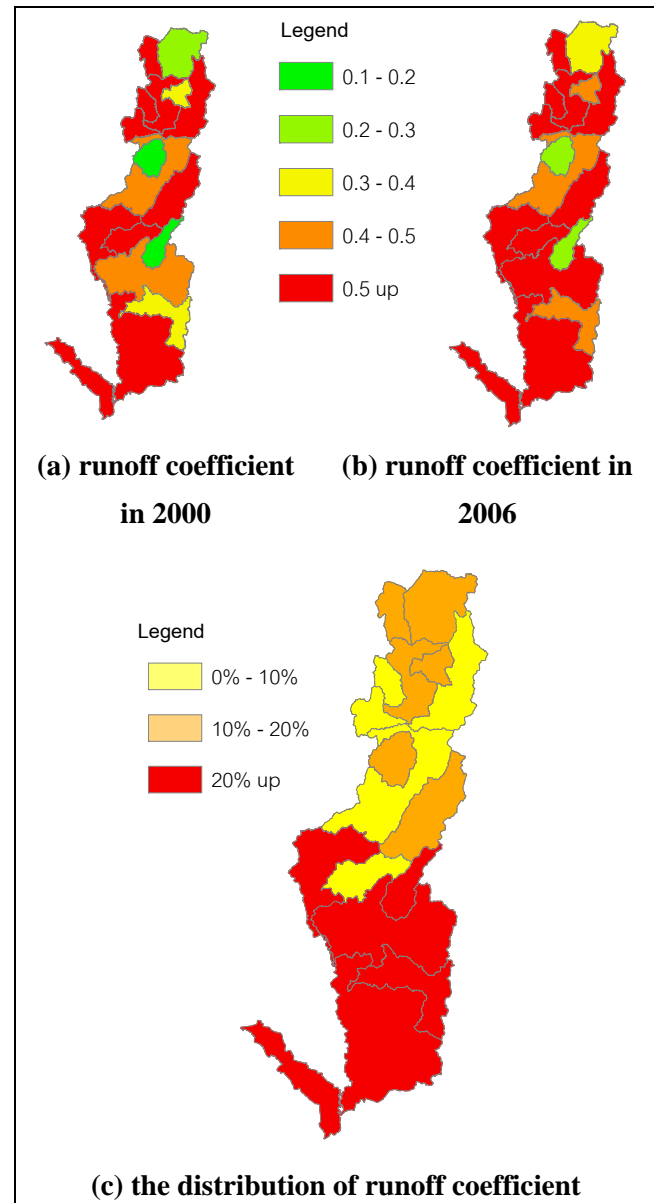 Legend
0.1 - 0.2
0.2 - 0.3
0.3 - 0.4
0.4 - 0.5
0.5 up
(a) runoff coefficient
in 2000
(b) runoff coefficient in
2006
Legend
0% - 10%
10% - 20%
20% up
(c) the distribution of runoff coefficient